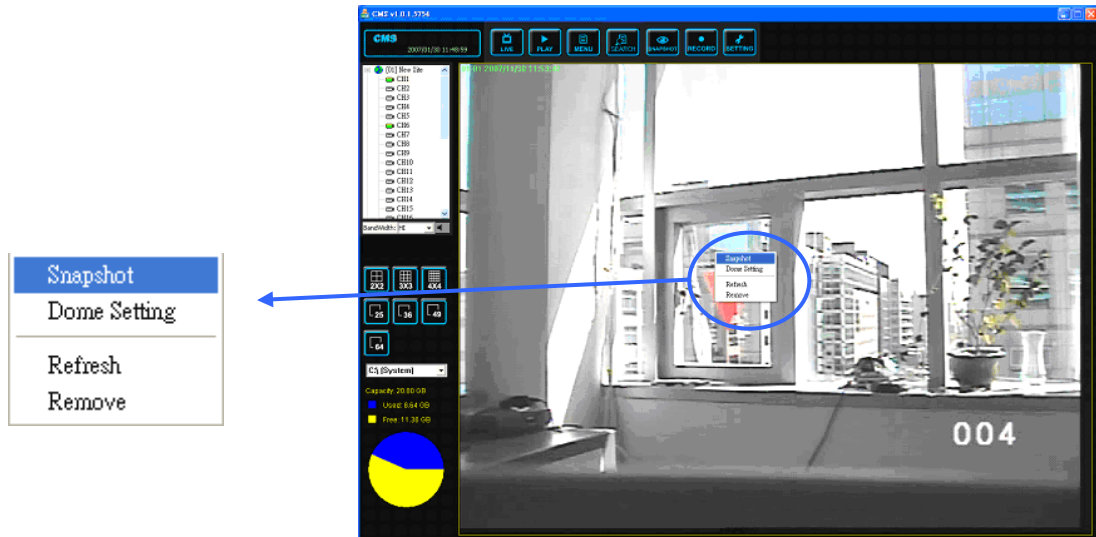 CMS v1.0.1.3754
CMS
2007/01/30 11:48:59
LIVE
PLAY
MENU
SEARCH
SNAPSHOT
RECORD
SETTING
[01] New Site
CH1
CH2
CH3
CH4
CH5
CH6
CH7
CH8
CH9
CH10
CH11
CH12
CH13
CH14
CH15
CH16
BandWidth: HI
2X2
3X3
4X4
25
36
49
64
C:\ (System)
Capacity: 20.00 GB
Used: 8.64 GB
Free: 11.36 GB
Snapshot
Dome Setting
Refresh
Remove
004
Snapshot
Dome Setting
Refresh
Remove